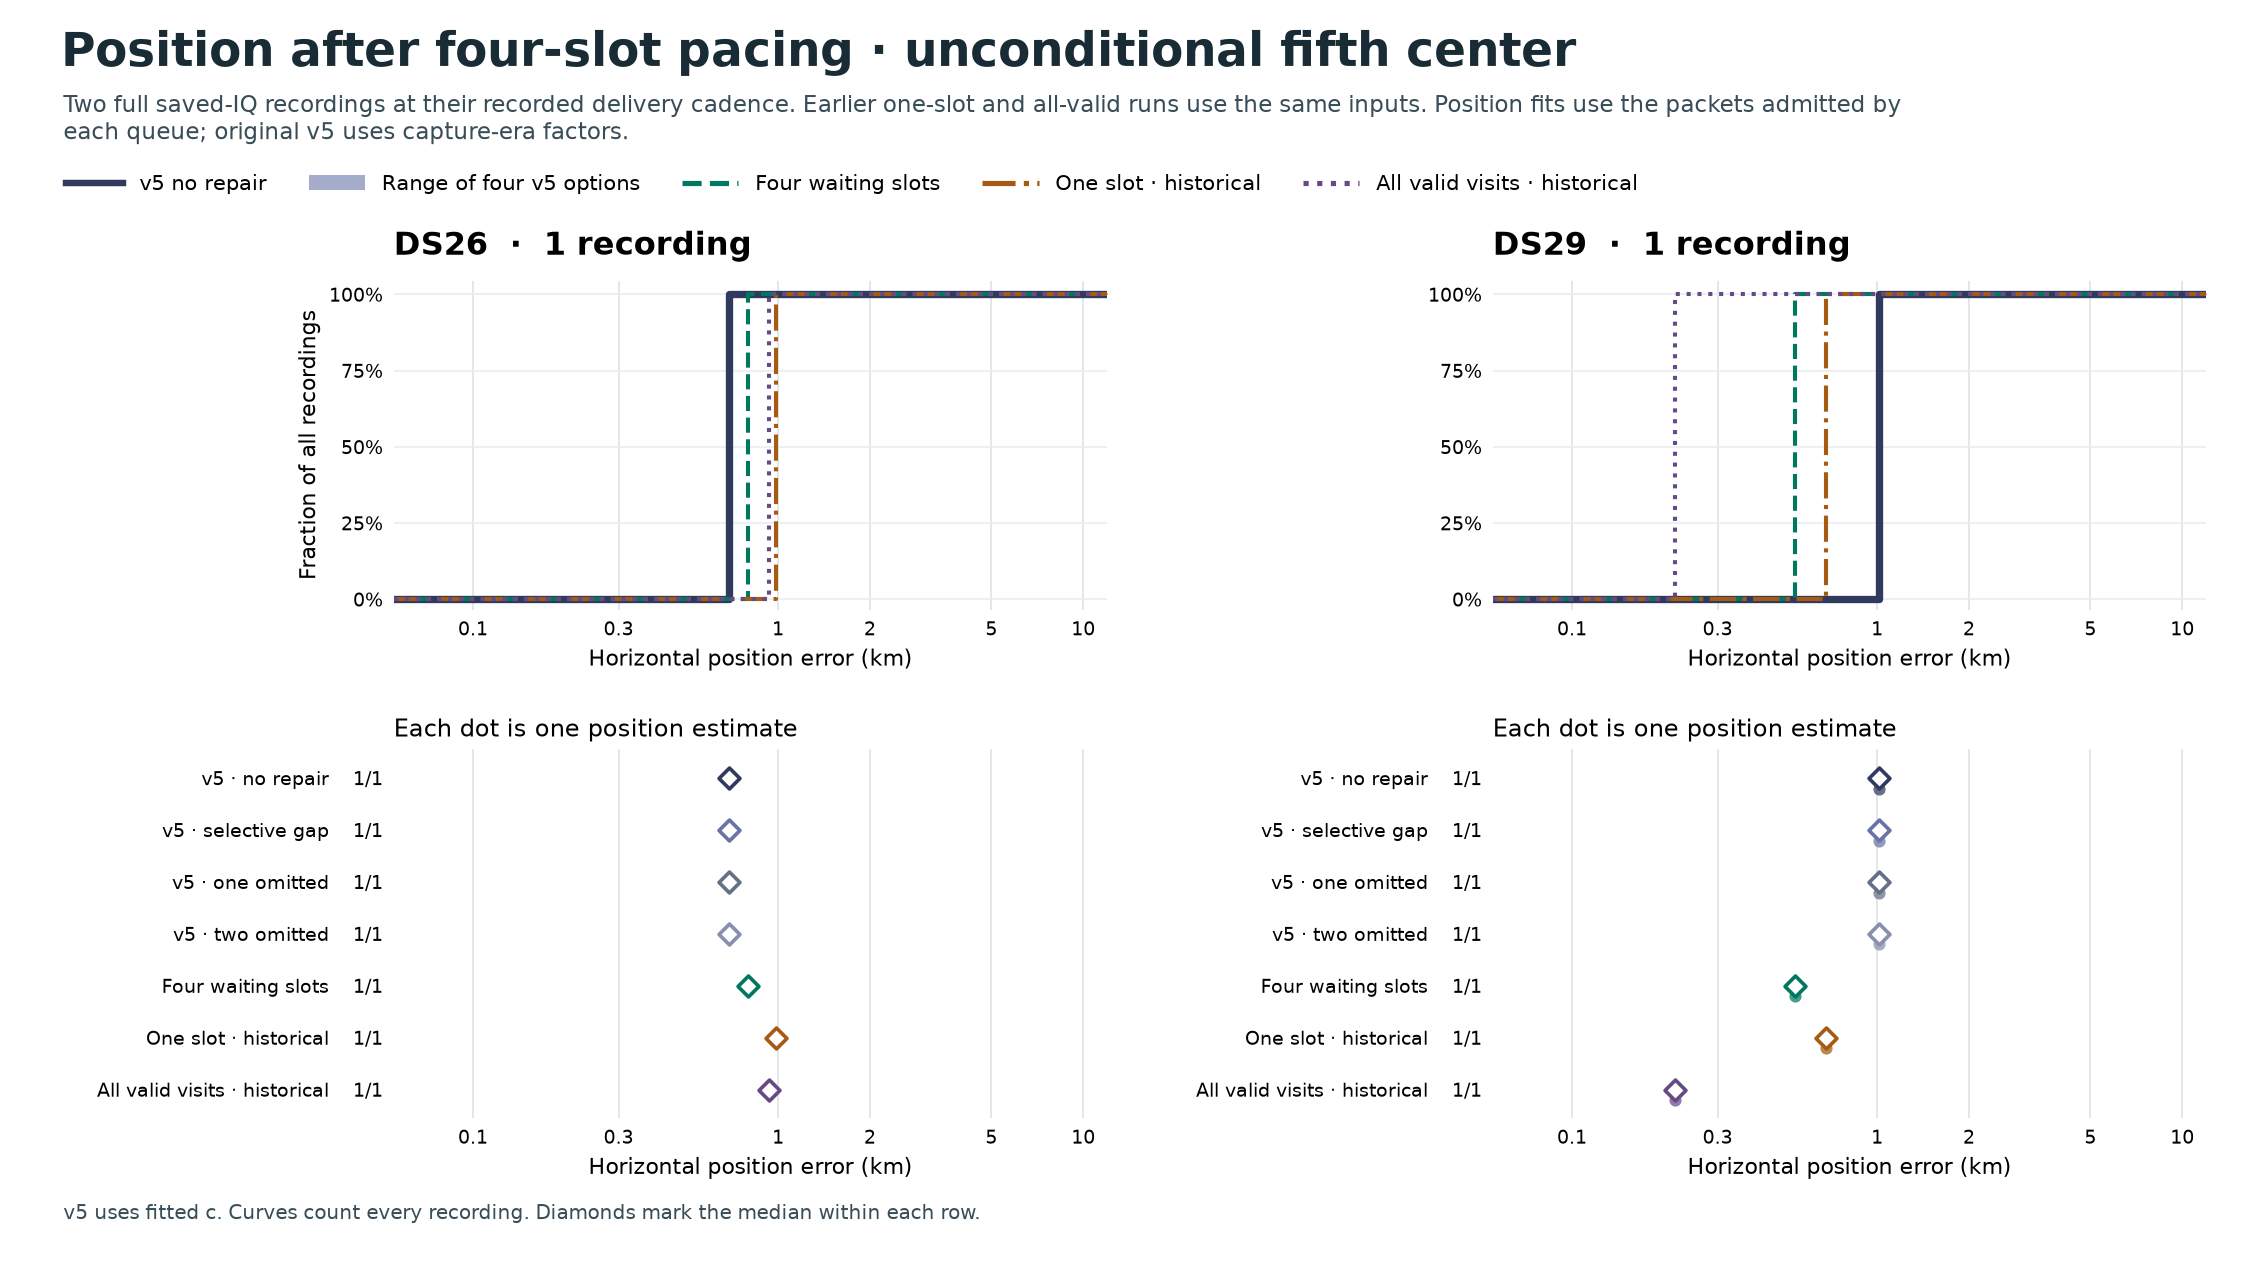 Position after four-slot pacing · unconditional fifth center
Two full saved-IQ recordings at their recorded delivery cadence. Earlier one-slot and all-valid runs use the same inputs. Position fits use the packets admitted by
each queue; original v5 uses capture-era factors.
v5 no repair
Range of four v5 options
Four waiting slots
One slot · historical
All valid visits · historical
DS26 · 1 recording
Fraction of all recordings
100%
75%
50%
25%
0%
0.1 0.3 1 2 5 10
Horizontal position error (km)
DS29 · 1 recording
100%
75%
50%
25%
0%
0.1 0.3 1 2 5 10
Horizontal position error (km)
Each dot is one position estimate
v5 · no repair 1/1
v5 · selective gap 1/1
v5 · one omitted 1/1
v5 · two omitted 1/1
Four waiting slots 1/1
One slot · historical 1/1
All valid visits · historical 1/1
0.1 0.3 1 2 5 10
Horizontal position error (km)
Each dot is one position estimate
v5 · no repair 1/1
v5 · selective gap 1/1
v5 · one omitted 1/1
v5 · two omitted 1/1
Four waiting slots 1/1
One slot · historical 1/1
All valid visits · historical 1/1
0.1 0.3 1 2 5 10
Horizontal position error (km)
v5 uses fitted c. Curves count every recording. Diamonds mark the median within each row.